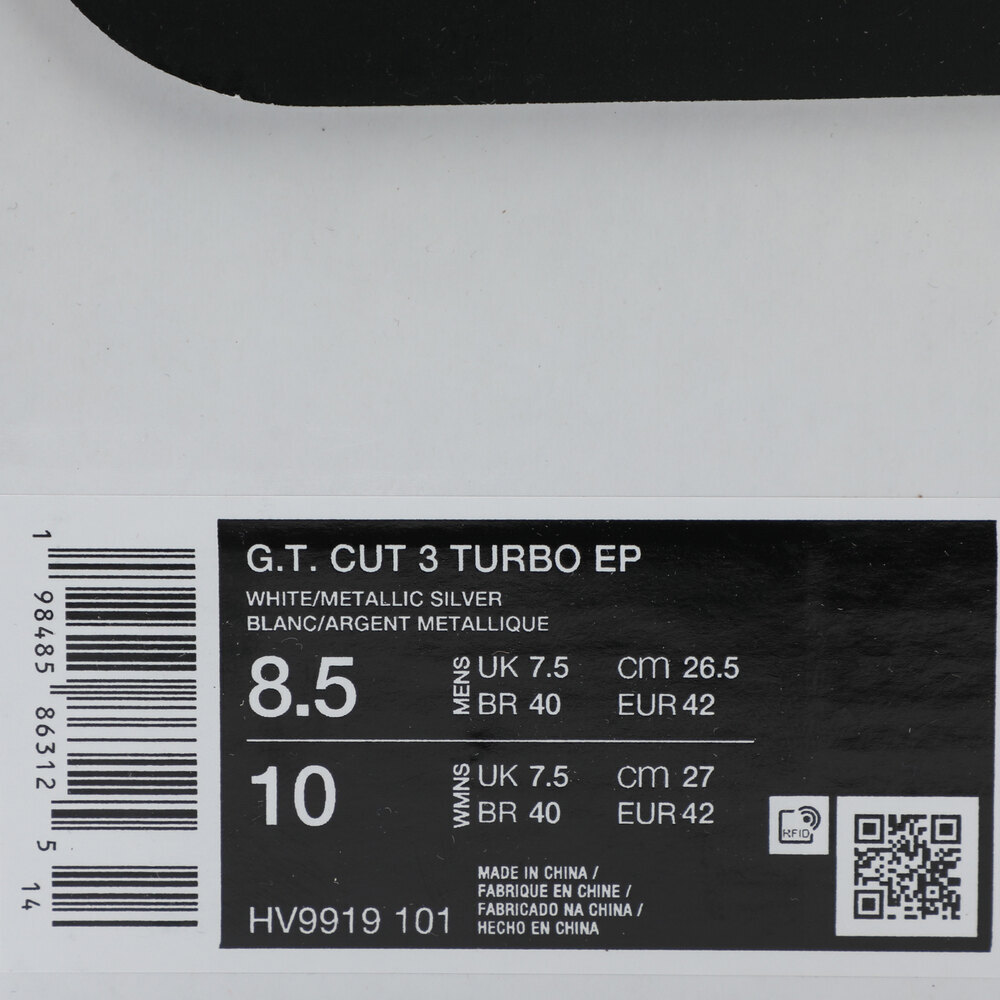 G.T. CUT 3 TURBO EP
WHITE/METALLIC SILVER
BLANC/ARGENT METALLIQUE
8.5
MENS
UK 7.5 cm 26.5
BR 40 EUR 42
10
WMNS
UK 7.5 cm 27
BR 40 EUR 42
RFID
HV9919 101
MADE IN CHINA /
FABRIQUE EN CHINE /
FABRICADO NA CHINA /
HECHO EN CHINA
1 98485 86312 5 14